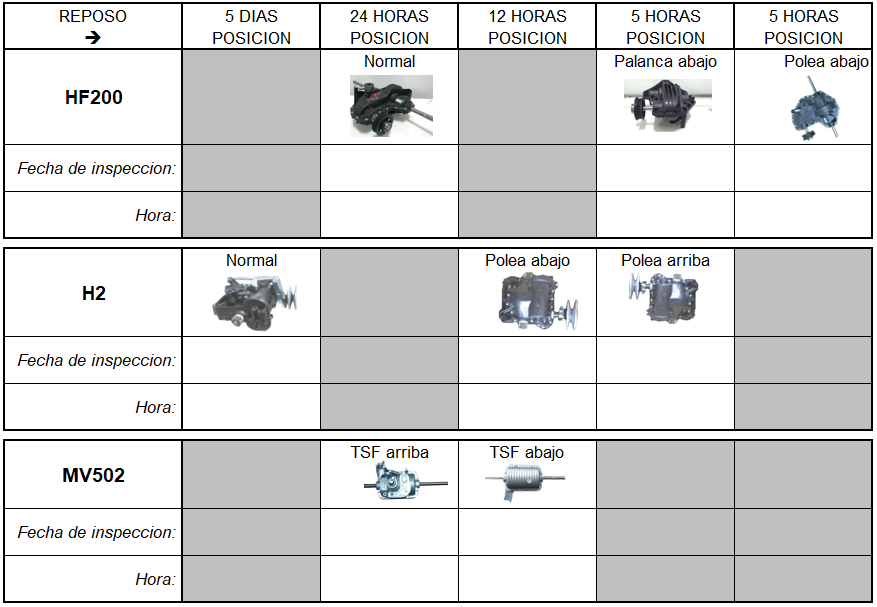 REPOSO 5 DIAS 24 HORAS 12 HORAS 5 HORAS 5 HORAS
➔ POSICION POSICION POSICION POSICION POSICION
Normal Palanca abajo Polea abajo
HF200
Fecha de inspeccion:
Hora:
Normal Polea abajo Polea arriba
H2
Fecha de inspeccion:
Hora:
TSF arriba TSF abajo
MV502
Fecha de inspeccion:
Hora: